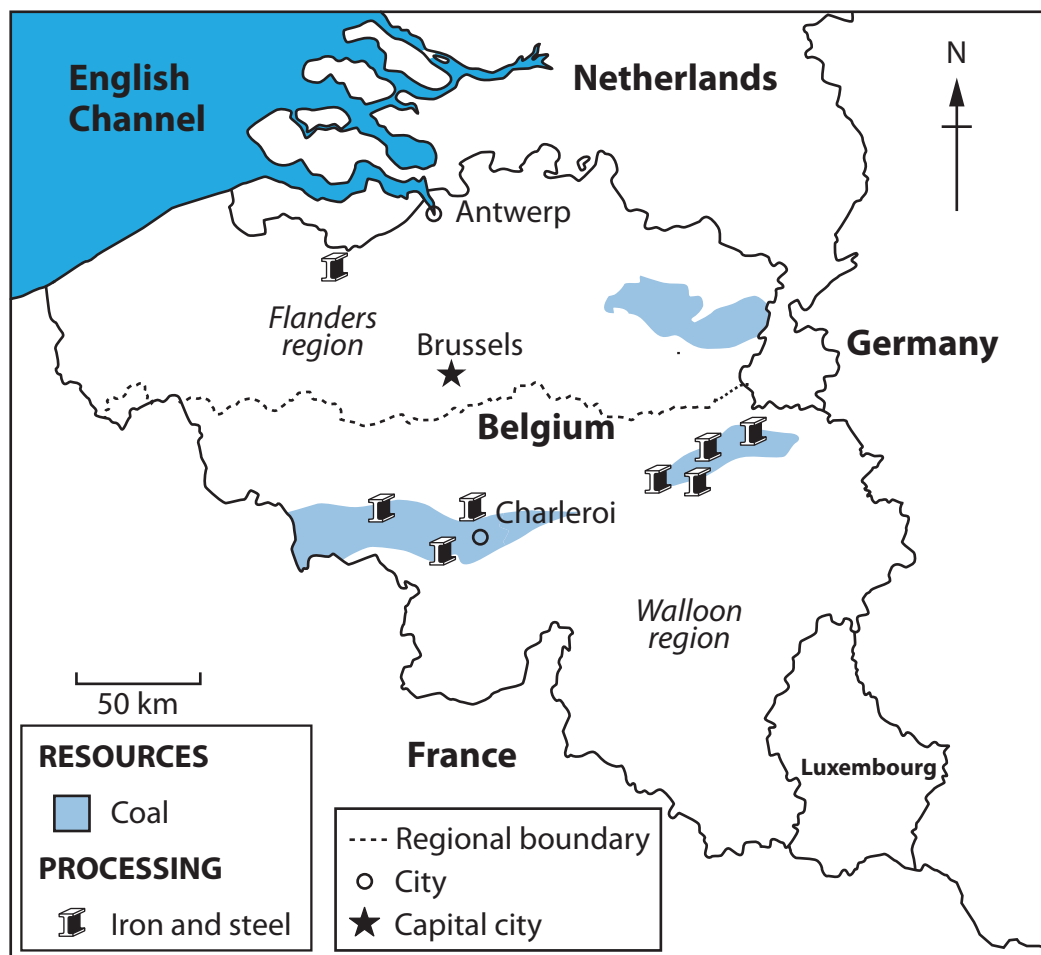 English
Channel
Netherlands
N
Antwerp
Flanders
region
Brussels
Germany
Belgium
Charleroi
Walloon
region
50 km
France
Luxembourg
RESOURCES
Coal
PROCESSING
Iron and steel
Regional boundary
City
Capital city